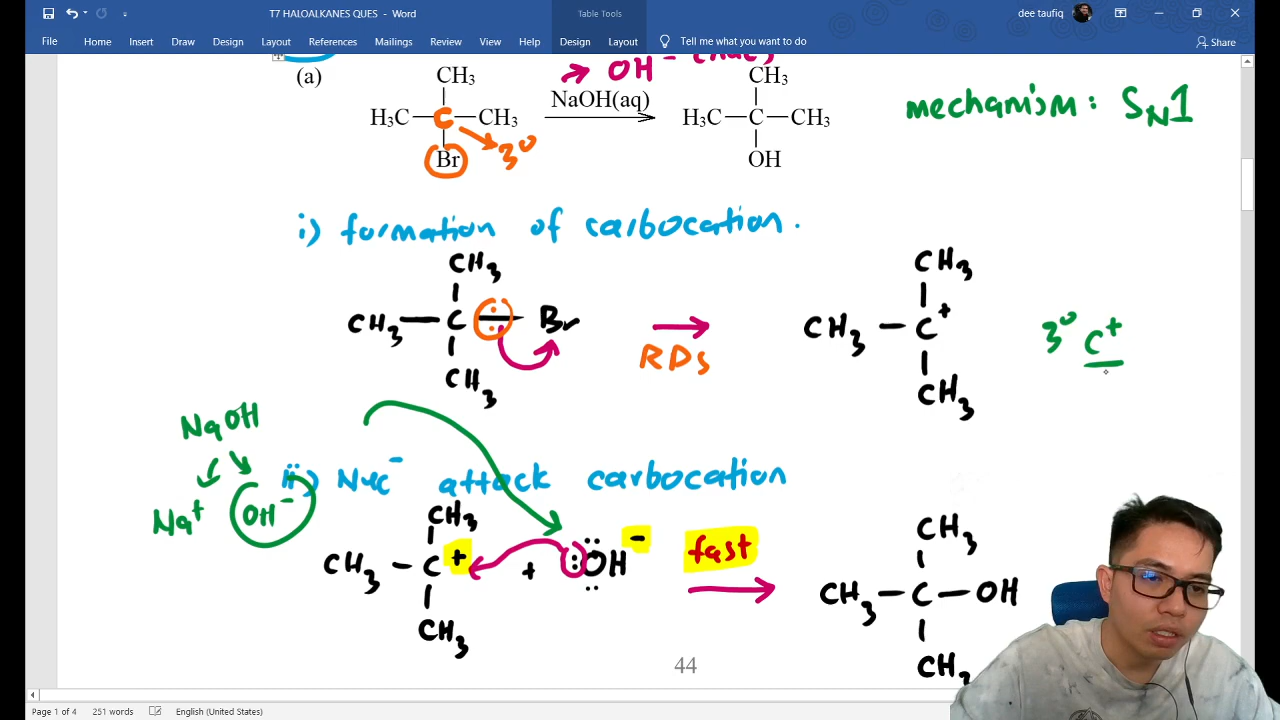 T7 HALOALKANES QUES - Word
Table Tools
dee taufiq
File Home Insert Draw Design Layout References Mailings Review View Help Design Layout Tell me what you want to do Share
→ OH⁻ (nuc)
(a)
CH₃
H₃C—C—CH₃
Br
3°
NaOH(aq)
CH₃
H₃C—C—CH₃
OH
mechanism: SN1
i) formation of carbocation.
CH₃
CH₃—C—Br
CH₃
RDS
CH₃
CH₃—C⁺
CH₃
3° C⁺
NaOH
Na⁺ OH⁻
ii) Nuc⁻ attack carbocation
CH₃
CH₃—C⁺ + :ÖH⁻
CH₃
fast
CH₃
CH₃—C—OH
CH₃
44
Page 1 of 4 251 words English (United States)